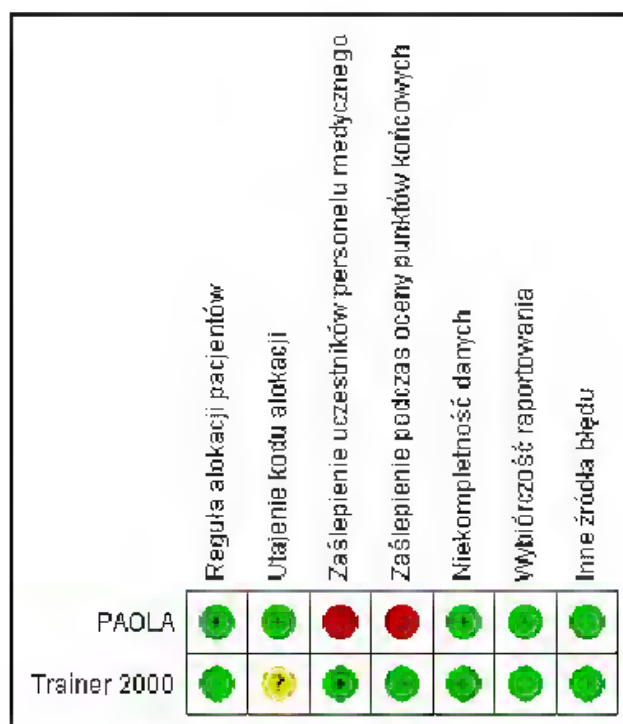 Reguła alokacji pacjentów
Utajenie kodu alokacji
Zaślepienie uczestników personelu medycznego
Zaślepienie podczas oceny punktów końcowych
Niekompletność danych
Wybiórczość raportowania
Inne źródła błędu
PAOLA
Trainer 2000